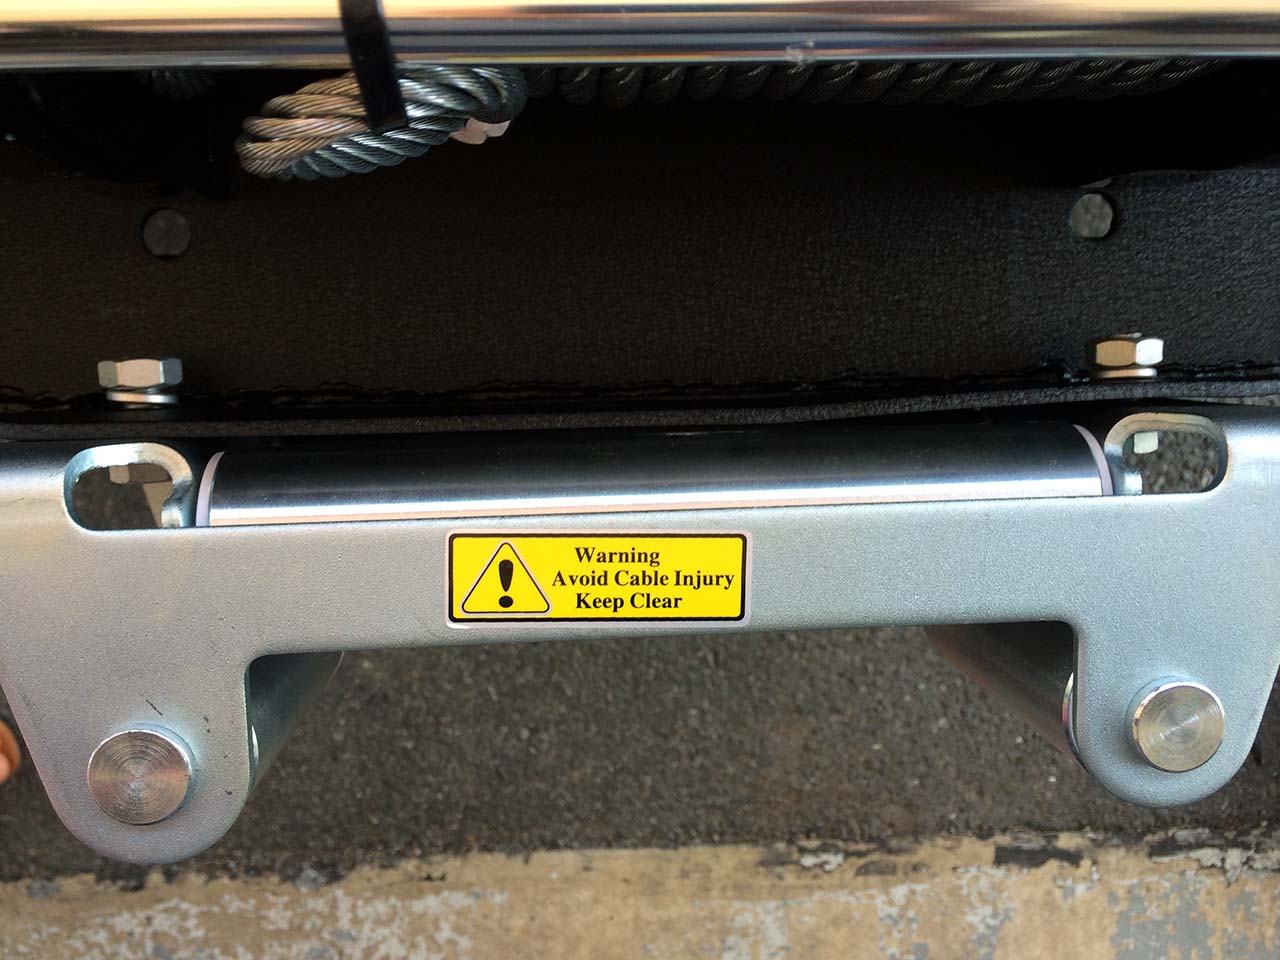 Warning
Avoid Cable Injury
Keep Clear